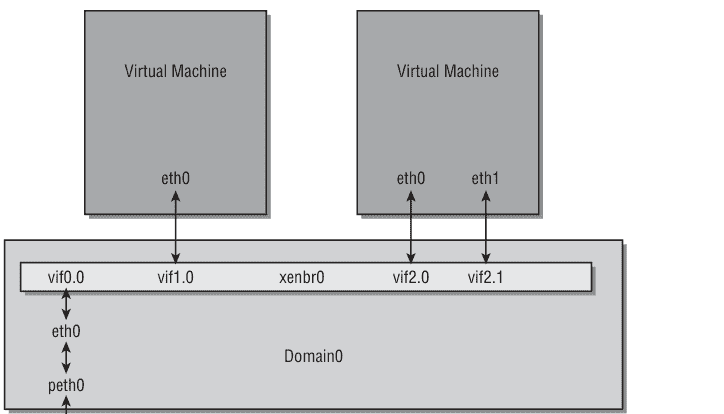 Virtual Machine Virtual Machine
eth0 eth0 eth1
vif0.0 vif1.0 xenbr0 vif2.0 vif2.1
eth0
Domain0
peth0